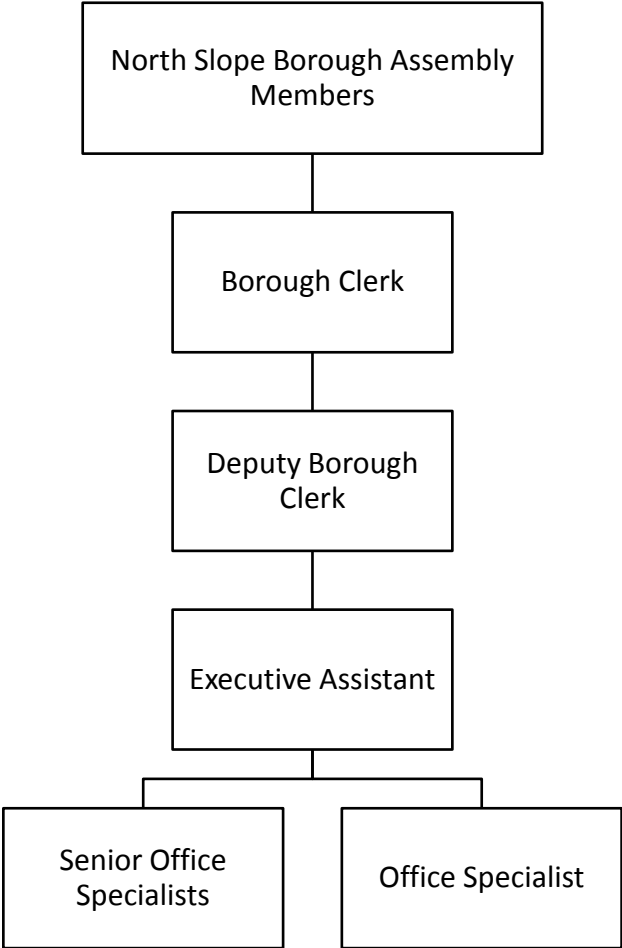 North Slope Borough Assembly
Members
Borough Clerk
Deputy Borough
Clerk
Executive Assistant
Senior Office
Specialists
Office Specialist